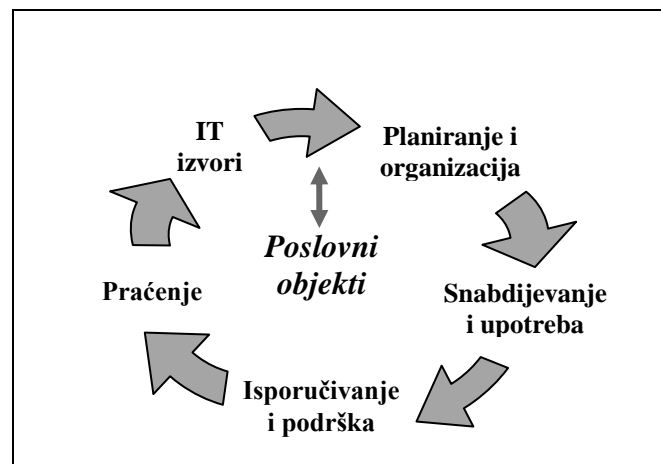 IT
izvori
Planiranje i
organizacija
Poslovni
objekti
Praćenje
Snabdijevanje
i upotreba
Isporučivanje
i podrška